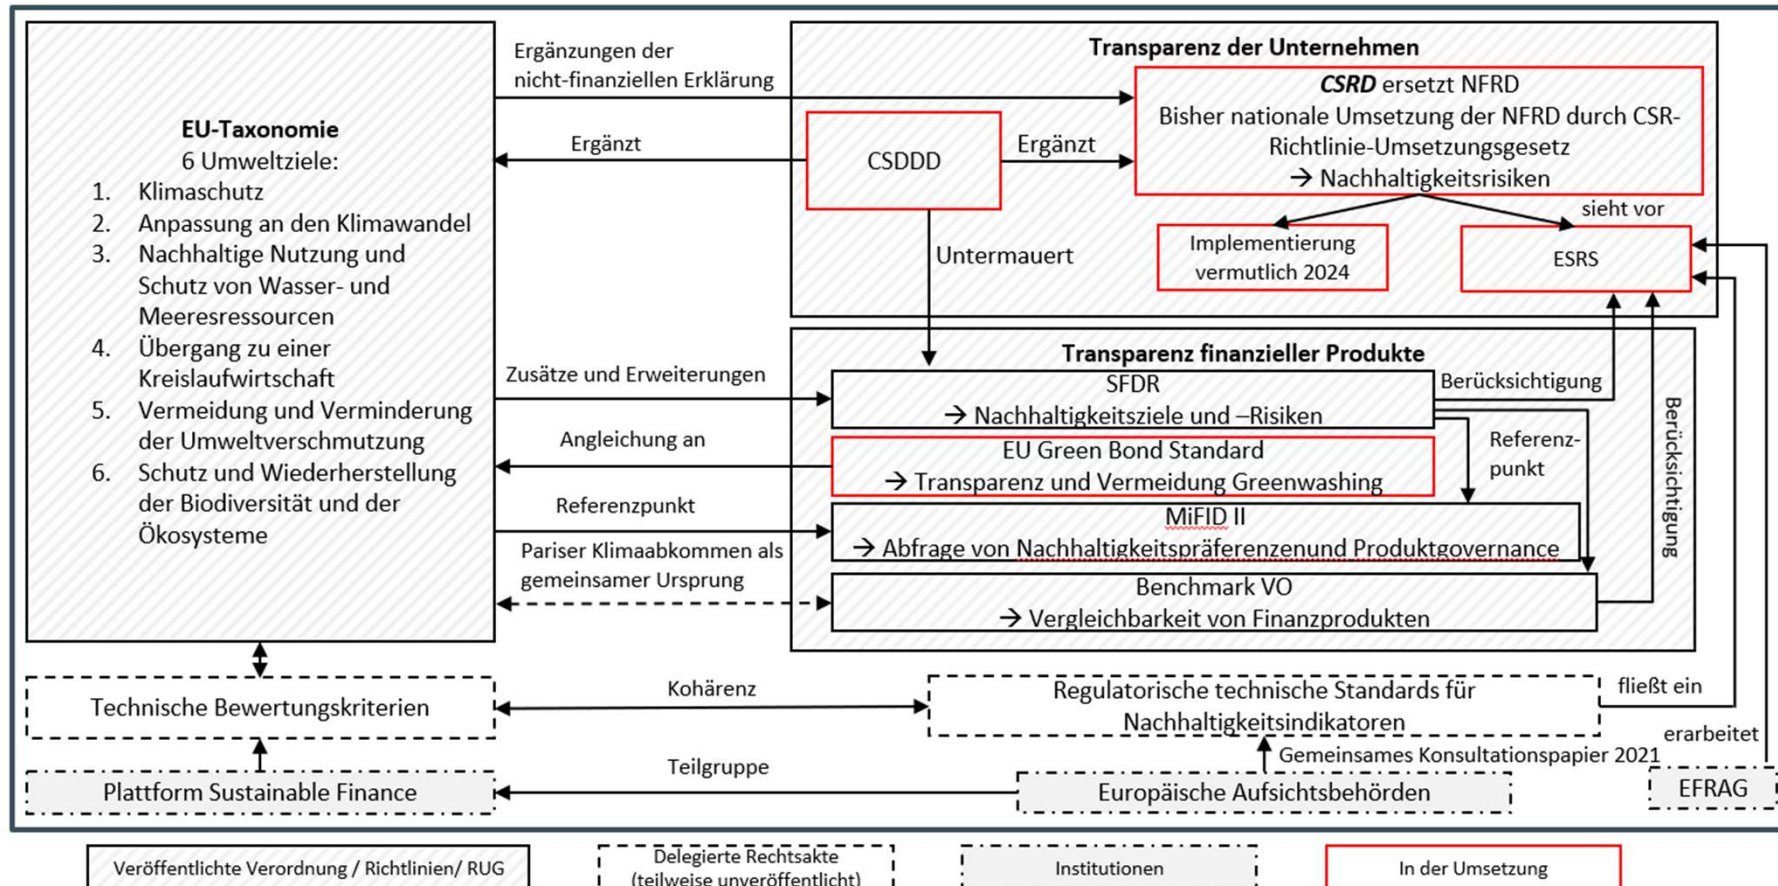 EU-Taxonomie
6 Umweltziele:
1. Klimaschutz
2. Anpassung an den Klimawandel
3. Nachhaltige Nutzung und
Schutz von Wasser- und
Meeresressourcen
4. Übergang zu einer
Kreislaufwirtschaft
5. Vermeidung und Verminderung
der Umweltverschmutzung
6. Schutz und Wiederherstellung
der Biodiversität und der
Ökosysteme
Ergänzungen der
nicht-finanziellen Erklärung
Ergänzt
Transparenz der Unternehmen
CSDDD
Ergänzt
CSRD ersetzt NFRD
Bisher nationale Umsetzung der NFRD durch CSR-
Richtlinie-Umsetzungsgesetz
→ Nachhaltigkeitsrisiken
sieht vor
Untermauert
Implementierung
vermutlich 2024
ESRS
Transparenz finanzieller Produkte
Zusätze und Erweiterungen
SFDR
→ Nachhaltigkeitsziele und –Risiken
Berücksichtigung
Angleichung an
EU Green Bond Standard
→ Transparenz und Vermeidung Greenwashing
Referenz-
punkt
Berücksichtigung
Referenzpunkt
MiFID II
→ Abfrage von Nachhaltigkeitspräferenzenund Produktgovernance
Pariser Klimaabkommen als
gemeinsamer Ursprung
Benchmark VO
→ Vergleichbarkeit von Finanzprodukten
Technische Bewertungskriterien
Kohärenz
Regulatorische technische Standards für
Nachhaltigkeitsindikatoren
fließt ein
erarbeitet
Gemeinsames Konsultationspapier 2021
Plattform Sustainable Finance
Teilgruppe
Europäische Aufsichtsbehörden
EFRAG
Veröffentlichte Verordnung / Richtlinien/ RUG
Delegierte Rechtsakte
(teilweise unveröffentlicht)
Institutionen
In der Umsetzung